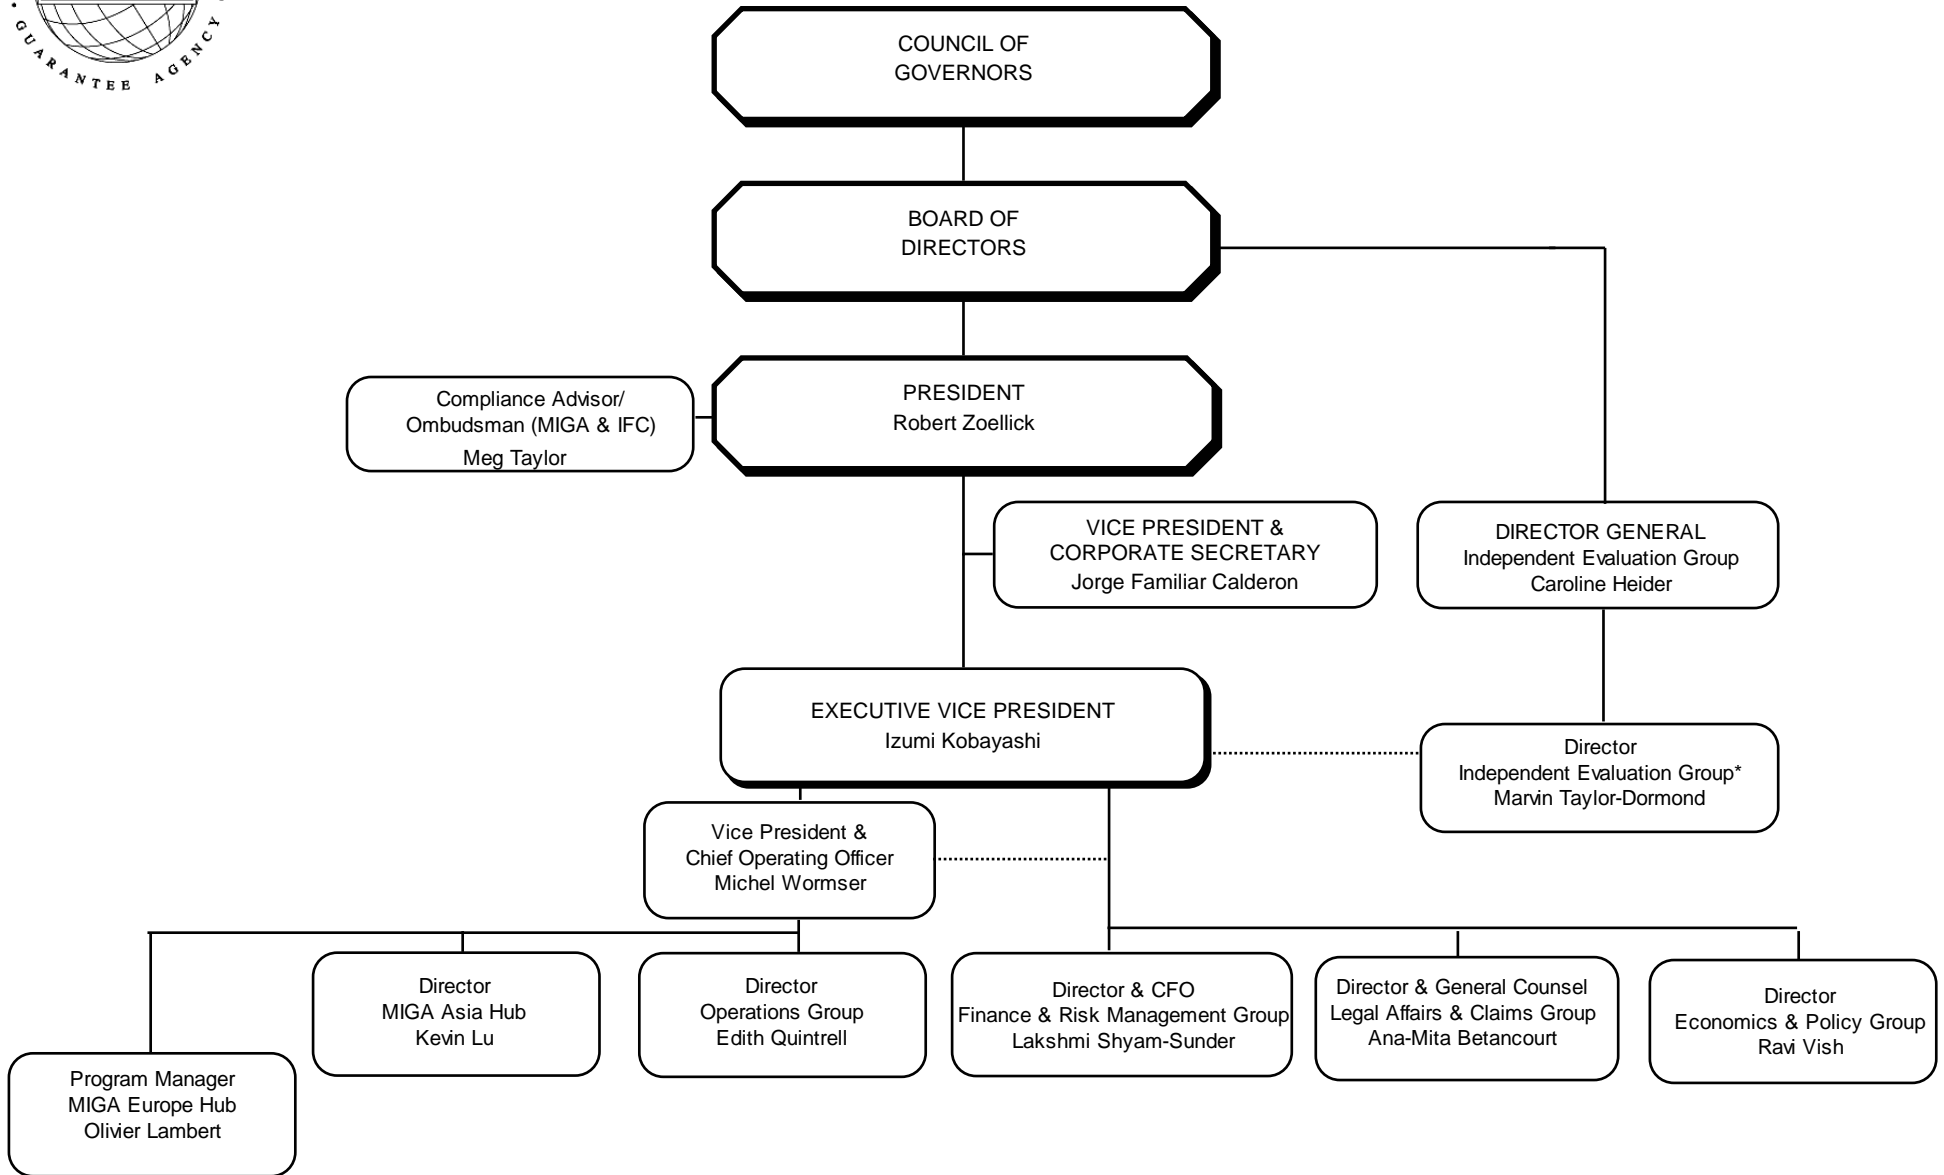 GUARANTEE AGENCY
COUNCIL OF
GOVERNORS
BOARD OF
DIRECTORS
PRESIDENT
Robert Zoellick
Compliance Advisor/
Ombudsman (MIGA & IFC)
Meg Taylor
VICE PRESIDENT &
CORPORATE SECRETARY
Jorge Familiar Calderon
DIRECTOR GENERAL
Independent Evaluation Group
Caroline Heider
EXECUTIVE VICE PRESIDENT
Izumi Kobayashi
Director
Independent Evaluation Group*
Marvin Taylor-Dormond
Vice President &
Chief Operating Officer
Michel Wormser
Director
MIGA Asia Hub
Kevin Lu
Director
Operations Group
Edith Quintrell
Director & CFO
Finance & Risk Management Group
Lakshmi Shyam-Sunder
Director & General Counsel
Legal Affairs & Claims Group
Ana-Mita Betancourt
Director
Economics & Policy Group
Ravi Vish
Program Manager
MIGA Europe Hub
Olivier Lambert